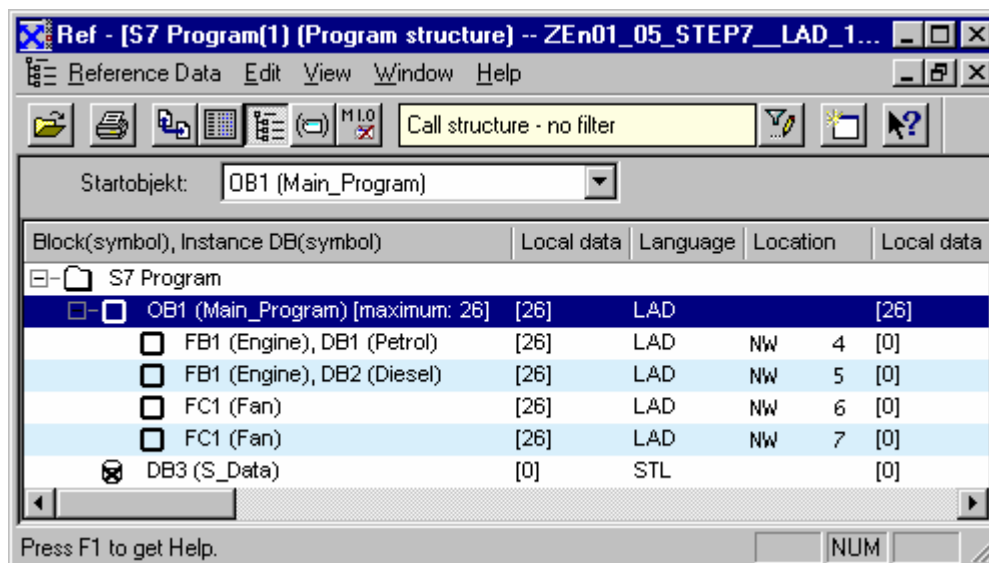 Ref - [S7 Program(1) (Program structure) -- ZEn01_05_STEP7__LAD_1...
Reference Data Edit View Window Help
M I.O Call structure - no filter
Startobjekt: OB1 (Main_Program)
Block(symbol), Instance DB(symbol) Local data Language Location Local data
S7 Program
OB1 (Main_Program) [maximum: 26] [26] LAD [26]
FB1 (Engine), DB1 (Petrol) [26] LAD NW 4 [0]
FB1 (Engine), DB2 (Diesel) [26] LAD NW 5 [0]
FC1 (Fan) [26] LAD NW 6 [0]
FC1 (Fan) [26] LAD NW 7 [0]
DB3 (S_Data) [0] STL [0]
Press F1 to get Help. NUM